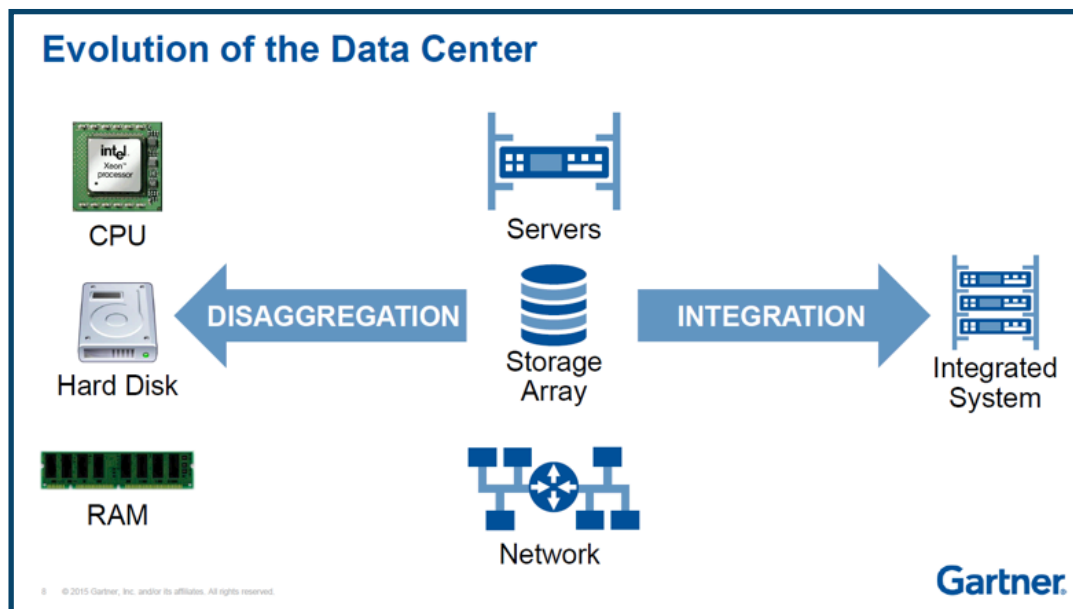 Evolution of the Data Center
intel
Xeon™
processor
CPU
Servers
DISAGGREGATION
INTEGRATION
Hard Disk
Storage
Array
Integrated
System
RAM
Network
8 © 2015 Gartner, Inc. and/or its affiliates. All rights reserved.
Gartner.